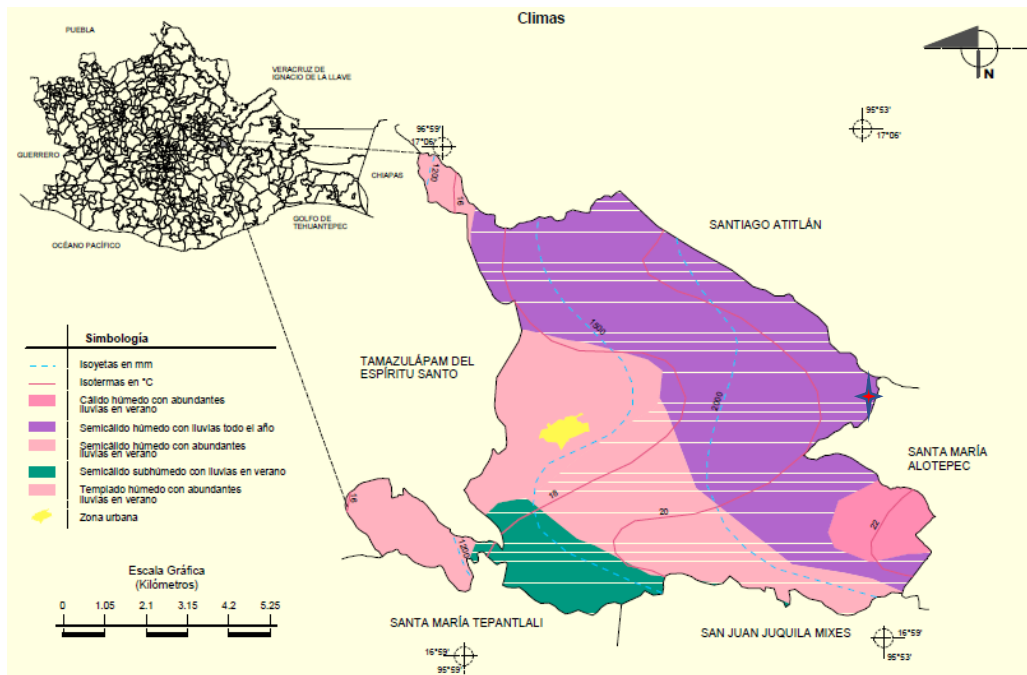 Climas
PUEBLA
VERACRUZ DE
IGNACIO DE LA LLAVE
GUERRERO
CHIAPAS
GOLFO DE
TEHUANTEPEC
OCÉANO PACÍFICO
N
96°59'
17°06'
95°53'
17°06'
1200
16
SANTIAGO ATITLÁN
1500
2000
TAMAZULÁPAM DEL
ESPÍRITU SANTO
SANTA MARÍA
ALOTEPEC
18
20
22
16
1200
Simbología
Isoyetas en mm
Isotermas en °C
Cálido húmedo con abundantes
lluvias en verano
Semicálido húmedo con lluvias todo el año
Semicálido húmedo con abundantes
lluvias en verano
Semicálido subhúmedo con lluvias en verano
Templado húmedo con abundantes
lluvias en verano
Zona urbana
Escala Gráfica
(Kilómetros)
0 1.05 2.1 3.15 4.2 5.25
SANTA MARÍA TEPANTLALI
SAN JUAN JUQUILA MIXES
16°59'
95°59'
16°59'
95°53'